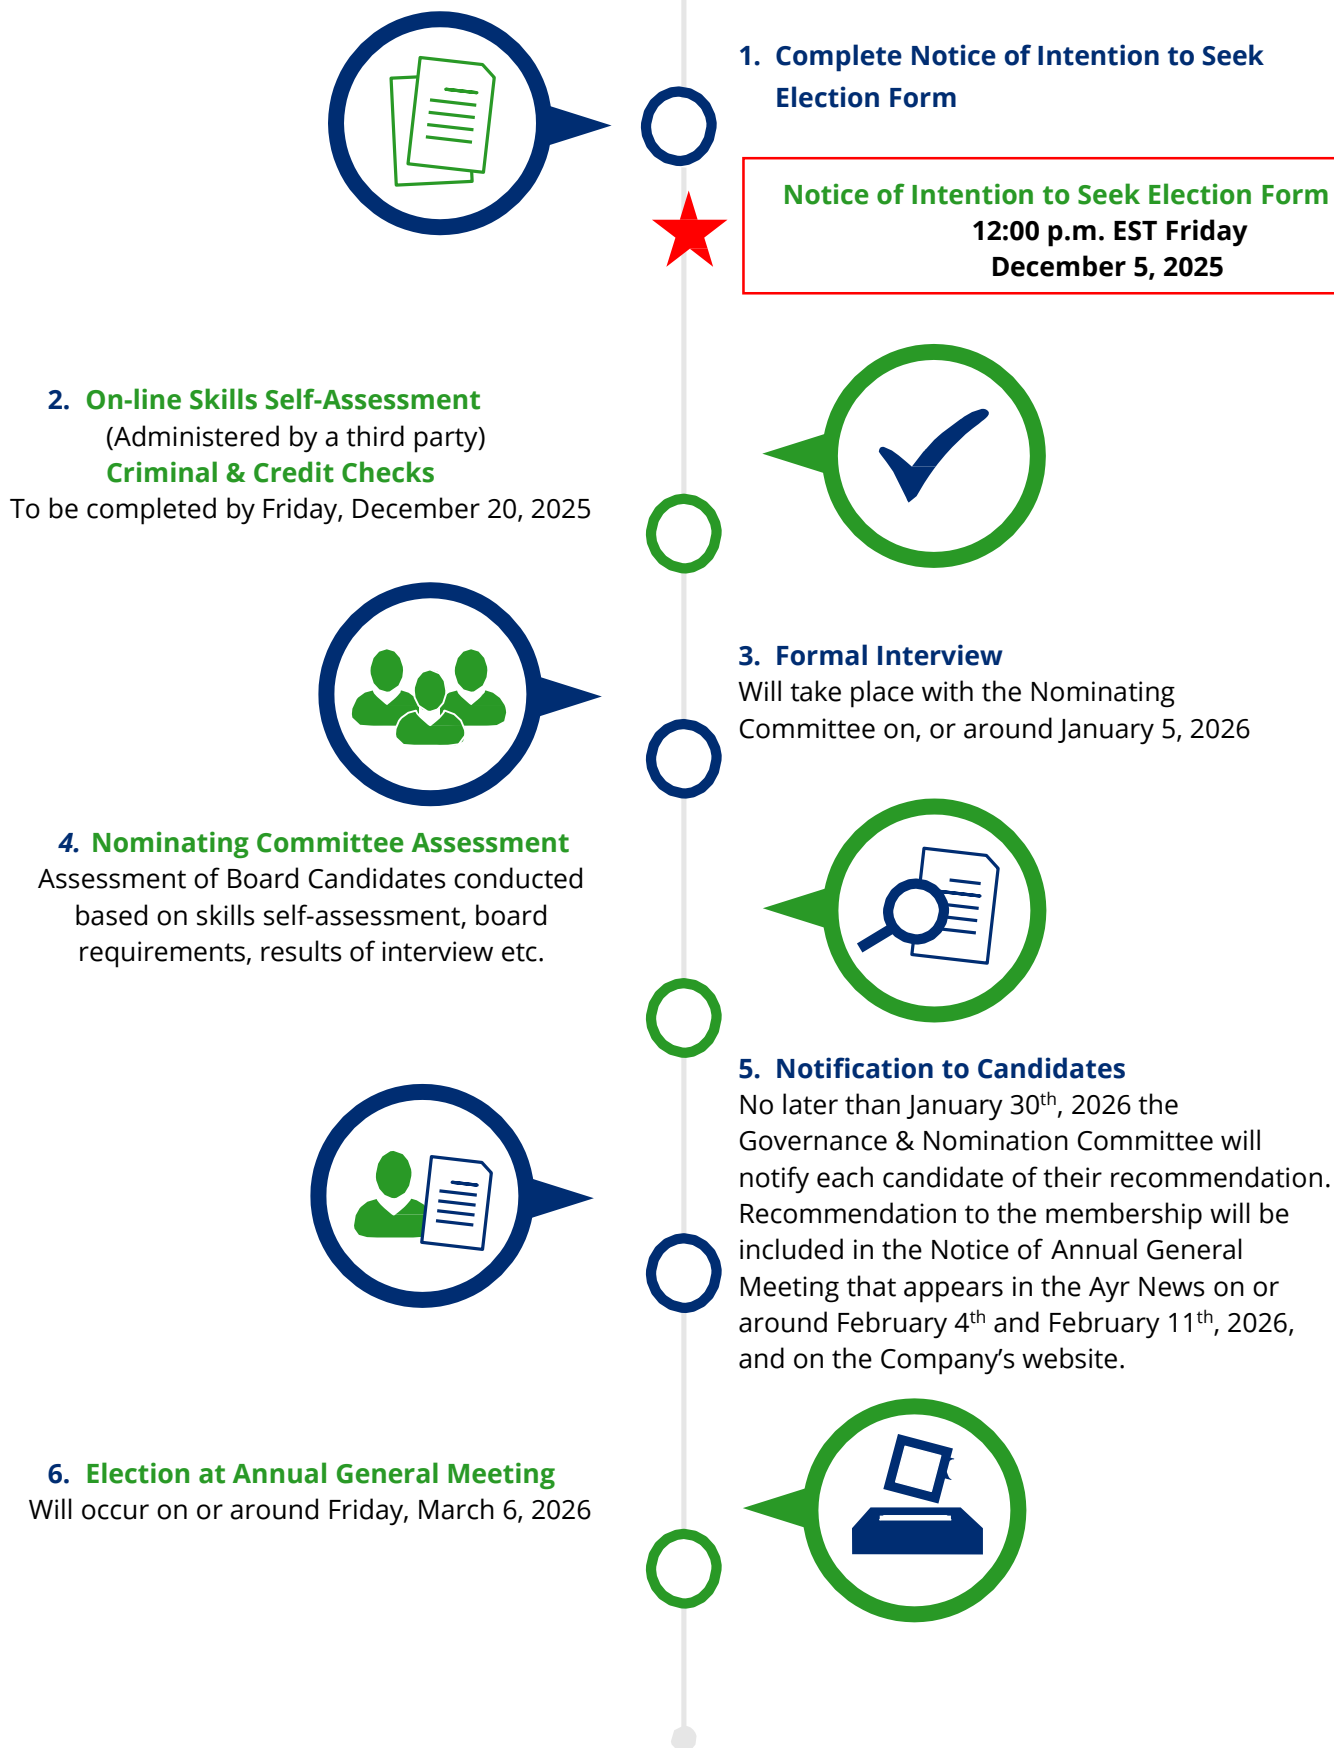 1. Complete Notice of Intention to Seek
Election Form
Notice of Intention to Seek Election Form
12:00 p.m. EST Friday
December 5, 2025
2. On-line Skills Self-Assessment
(Administered by a third party)
Criminal & Credit Checks
To be completed by Friday, December 20, 2025
3. Formal Interview
Will take place with the Nominating
Committee on, or around January 5, 2026
4. Nominating Committee Assessment
Assessment of Board Candidates conducted
based on skills self-assessment, board
requirements, results of interview etc.
5. Notification to Candidates
No later than January 30th, 2026 the
Governance & Nomination Committee will
notify each candidate of their recommendation.
Recommendation to the membership will be
included in the Notice of Annual General
Meeting that appears in the Ayr News on or
around February 4th and February 11th, 2026,
and on the Company’s website.
6. Election at Annual General Meeting
Will occur on or around Friday, March 6, 2026